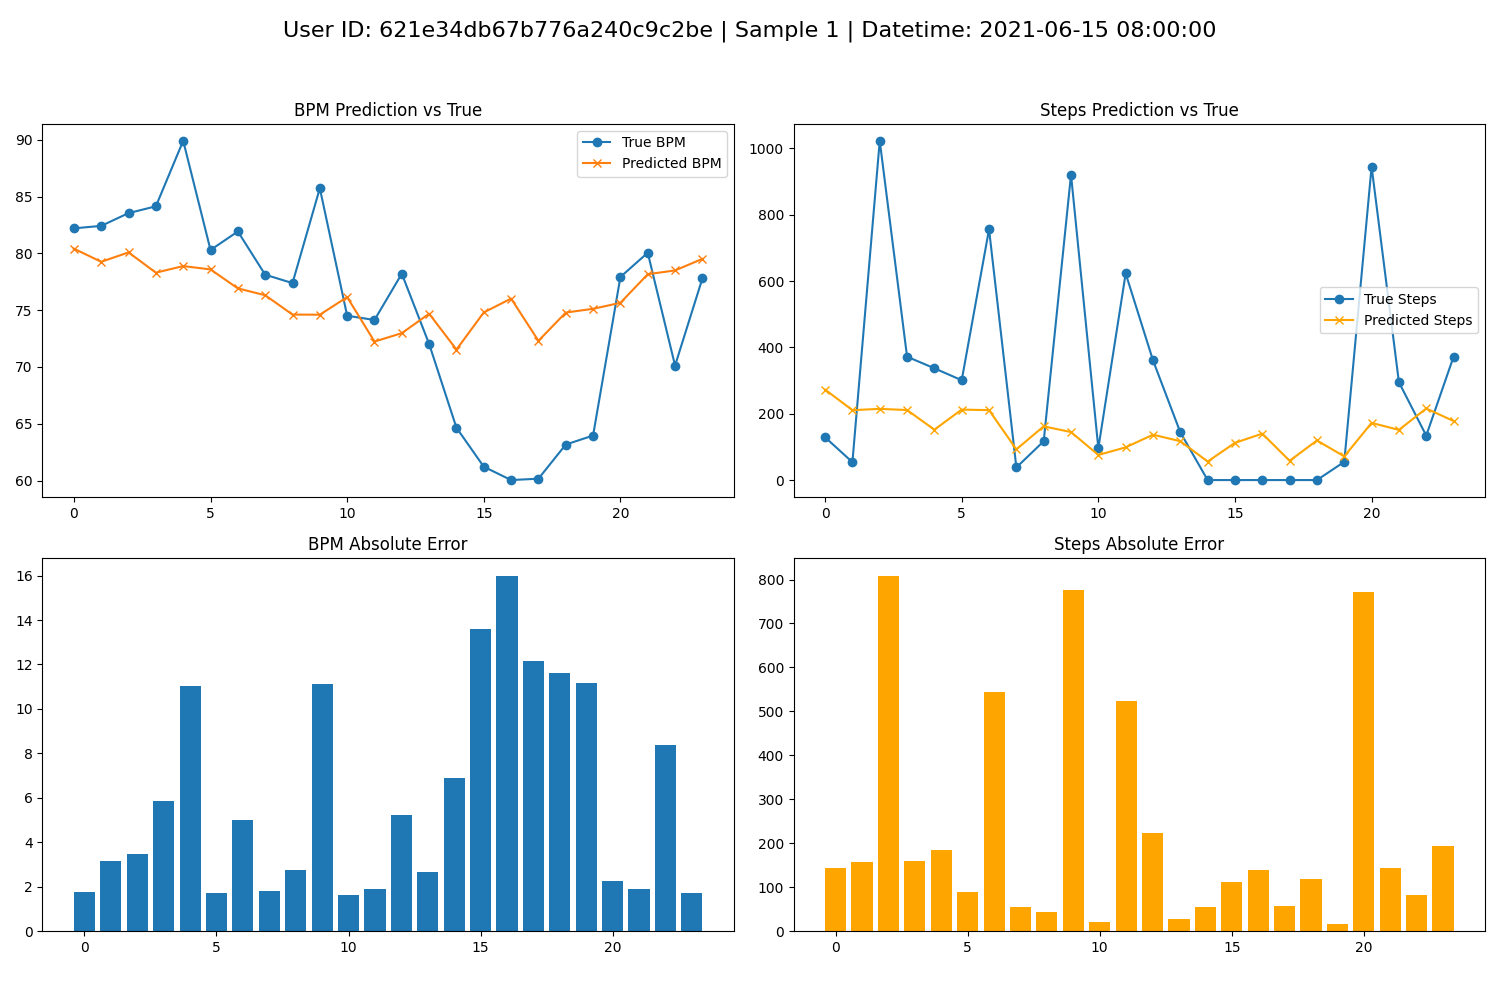 User ID: 621e34db67b776a240c9c2be | Sample 1 | Datetime: 2021-06-15 08:00:00
BPM Prediction vs True
True BPM
Predicted BPM
90
85
80
75
70
65
60
0 5 10 15 20
Steps Prediction vs True
True Steps
Predicted Steps
1000
800
600
400
200
0
0 5 10 15 20
BPM Absolute Error
16
14
12
10
8
6
4
2
0
0 5 10 15 20
Steps Absolute Error
800
700
600
500
400
300
200
100
0
0 5 10 15 20